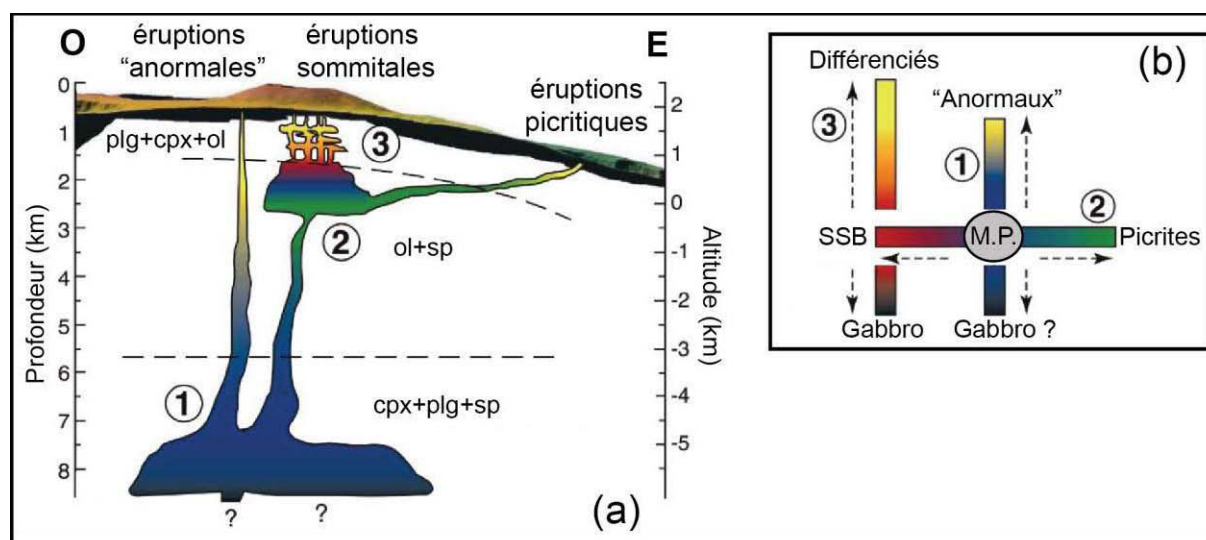 O
E
éruptions
"anormales"
éruptions
sommitales
éruptions
picritiques
Profondeur (km)
0
1
2
3
4
5
6
7
8
plg+cpx+ol
ol+sp
cpx+plg+sp
①
②
③
?
?
Altitude (km)
2
1
0
-1
-2
-3
-4
-5
(a)
(b)
Différenciés
③
"Anormaux"
①
②
SSB
M.P.
Picrites
Gabbro
Gabbro ?